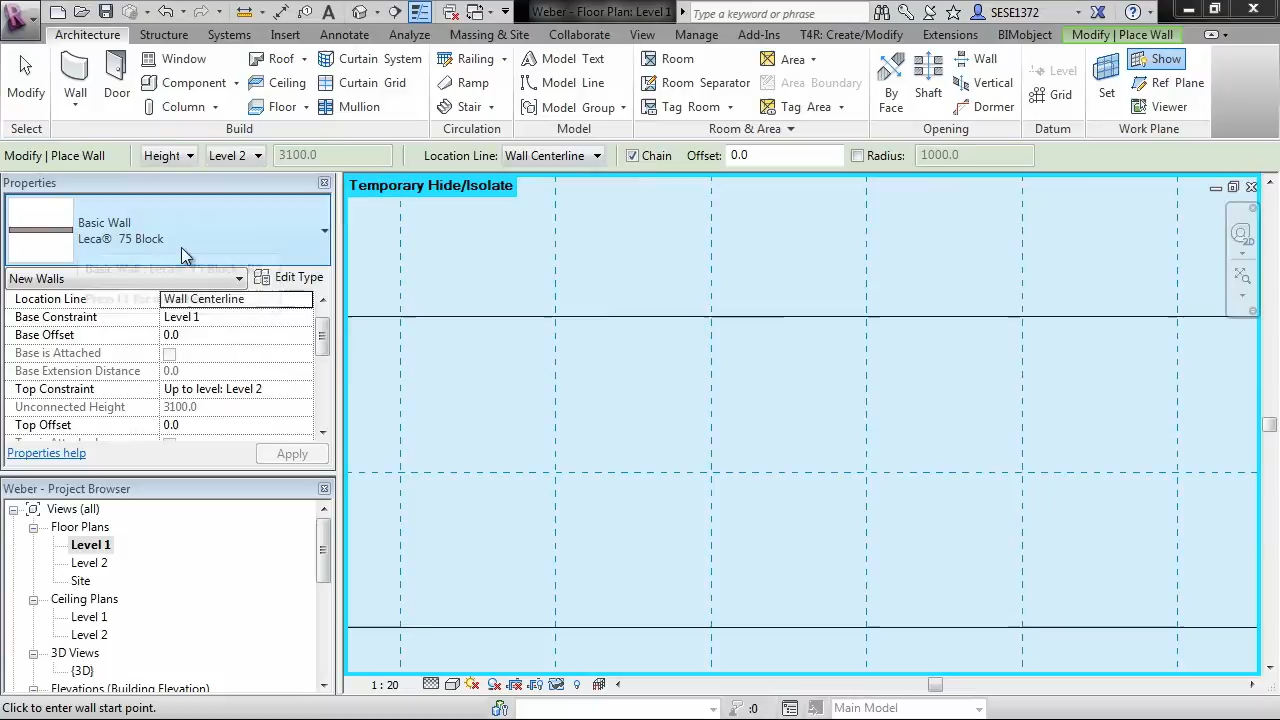 Weber - Floor Plan: Level 1
Type a keyword or phrase
SESE1372
Architecture
Structure
Systems
Insert
Annotate
Analyze
Massing & Site
Collaborate
View
Manage
Add-Ins
T4R: Create/Modify
Extensions
BIMobject
Modify | Place Wall
Modify
Wall
Door
Window
Component
Column
Roof
Ceiling
Floor
Curtain System
Curtain Grid
Mullion
Railing
Ramp
Stair
Model Text
Model Line
Model Group
Room
Room Separator
Tag Room
Area
Area Boundary
Tag Area
By Face
Shaft
Wall
Vertical
Dormer
Level
Grid
Set
Show
Ref Plane
Viewer
Select
Build
Circulation
Model
Room & Area
Opening
Datum
Work Plane
Modify | Place Wall
Height
Level 2
3100.0
Location Line:
Wall Centerline
Chain
Offset:
0.0
Radius:
1000.0
Properties
Basic Wall
Leca® 75 Block
New Walls
Edit Type
Location Line
Wall Centerline
Base Constraint
Level 1
Base Offset
0.0
Base is Attached
Base Extension Distance
0.0
Top Constraint
Up to level: Level 2
Unconnected Height
3100.0
Top Offset
0.0
Properties help
Apply
Weber - Project Browser
Views (all)
Floor Plans
Level 1
Level 2
Site
Ceiling Plans
Level 1
Level 2
3D Views
{3D}
Elevations (Building Elevation)
Temporary Hide/Isolate
2D
1 : 20
Click to enter wall start point.
:0
Main Model